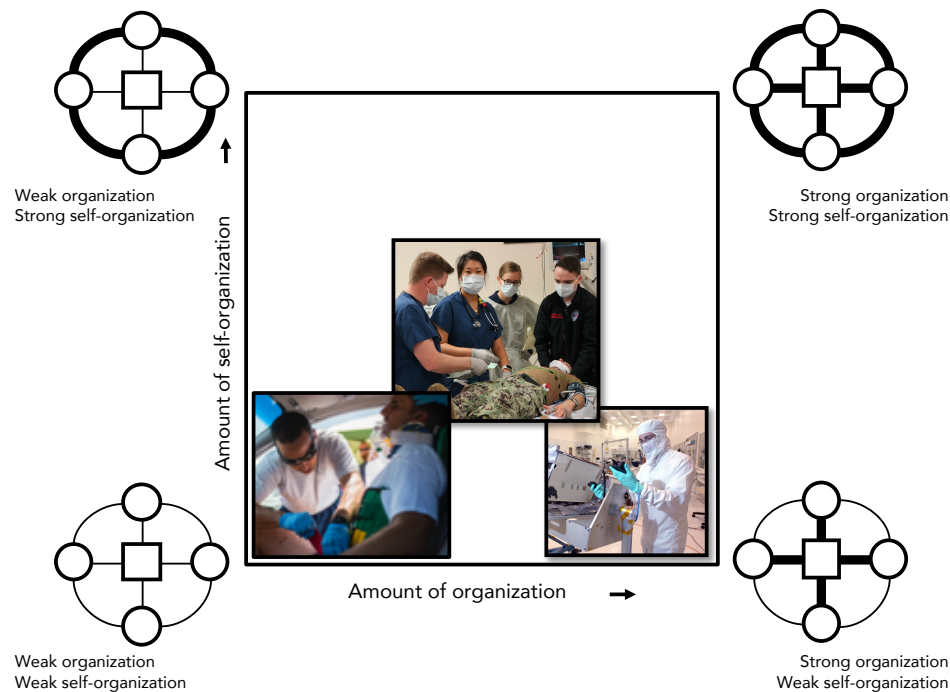 Weak organization
Strong self-organization
Strong organization
Strong self-organization
Amount of self-organization
Amount of organization
Weak organization
Weak self-organization
Strong organization
Weak self-organization